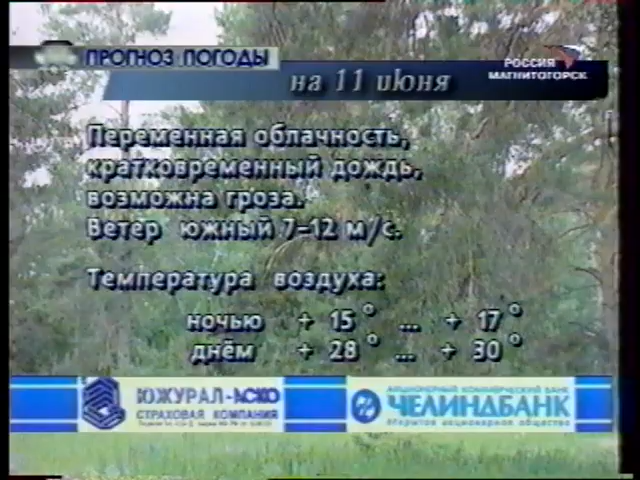 ПРОГНОЗ ПОГОДЫ
РОССИЯ
МАГНИТОГОРСК
на 11 июня
Переменная облачность,
кратковременный дождь,
возможна гроза.
Ветер южный 7-12 м/с.
Температура воздуха:
ночью + 15° ... + 17°
днём + 28° ... + 30°
ЮЖУРАЛ-АСКО
СТРАХОВАЯ КОМПАНИЯ
АКЦИОНЕРНЫЙ КОММЕРЧЕСКИЙ БАНК
ЧЕЛИНДБАНК
открытое акционерное общество